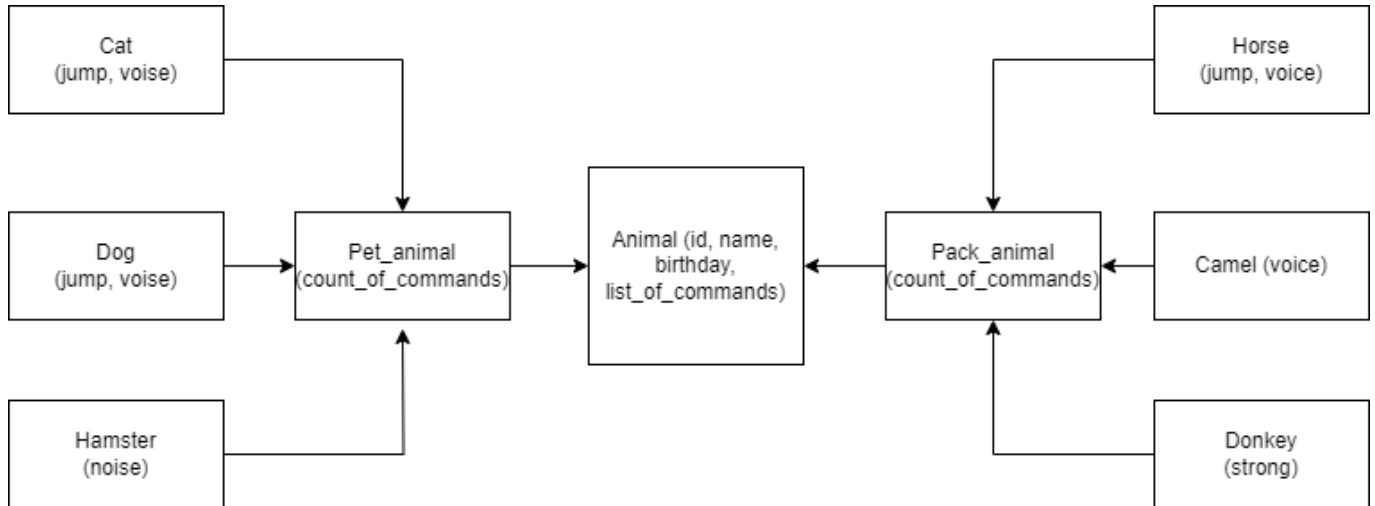 Cat
(jump, voise)
Horse
(jump, voice)
Dog
(jump, voise)
Pet_animal
(count_of_commands)
Animal (id, name,
birthday,
list_of_commands)
Pack_animal
(count_of_commands)
Camel (voice)
Hamster
(noise)
Donkey
(strong)